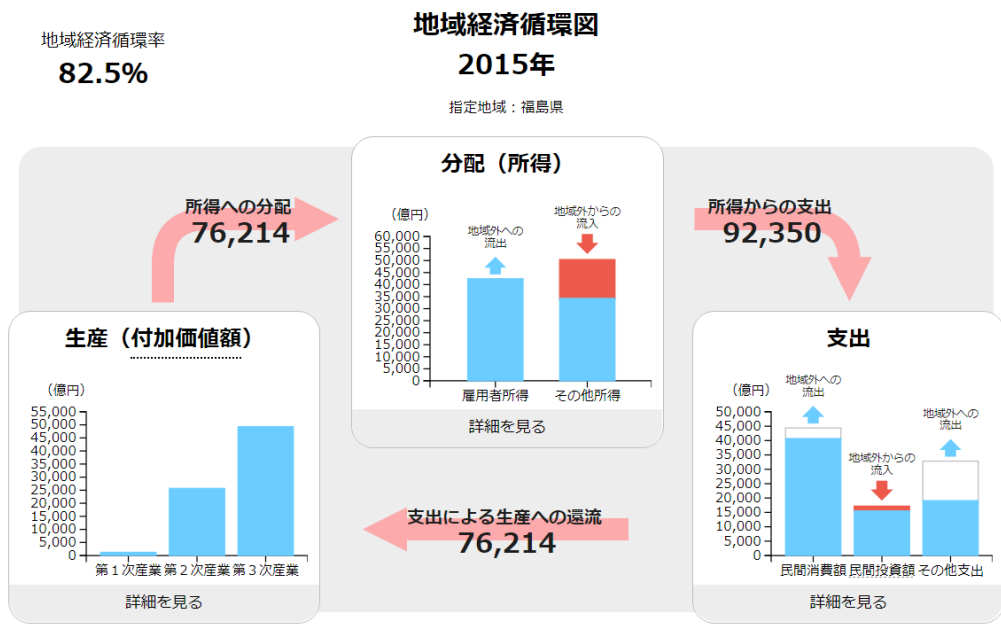 地域経済循環率
82.5%
地域経済循環図
2015年
指定地域：福島県
所得への分配
76,214
分配（所得）
（億円）
60,000
55,000
50,000
45,000
40,000
35,000
30,000
25,000
20,000
15,000
10,000
5,000
0
地域外への
流出
地域外からの
流入
雇用者所得
その他所得
詳細を見る
所得からの支出
92,350
生産（付加価値額）
（億円）
55,000
50,000
45,000
40,000
35,000
30,000
25,000
20,000
15,000
10,000
5,000
0
第１次産業
第２次産業
第３次産業
詳細を見る
支出による生産への還流
76,214
支出
（億円）
50,000
45,000
40,000
35,000
30,000
25,000
20,000
15,000
10,000
5,000
0
地域外への
流出
地域外からの
流入
地域外への
流出
民間消費額
民間投資額
その他支出
詳細を見る